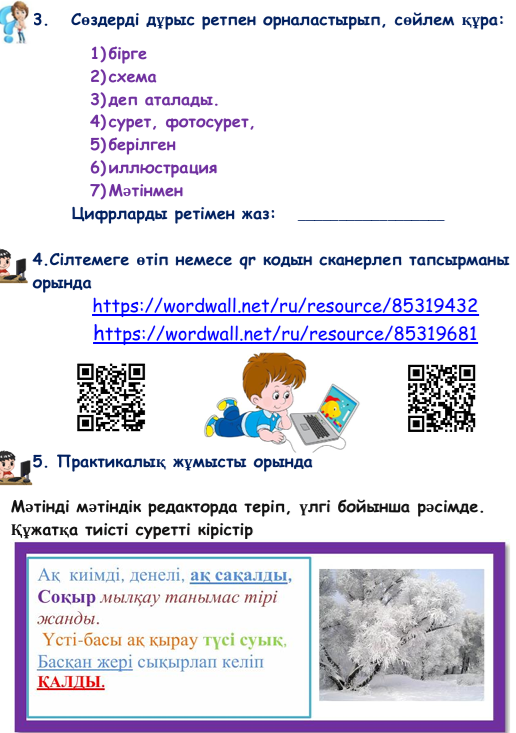 3. Сөздерді дұрыс ретпен орналастырып, сөйлем құра:
1) бірге
2) схема
3) деп аталады.
4) сурет, фотосурет,
5) берілген
6) иллюстрация
7) Мәтінмен
Цифрларды ретімен жаз: ________________
4.Сілтемеге өтіп немесе qr кодын сканерлеп тапсырманы
орында
https://wordwall.net/ru/resource/85319432
https://wordwall.net/ru/resource/85319681
5. Практикалық жұмысты орында
Мәтінді мәтіндік редакторда теріп, үлгі бойынша рәсімде.
Құжатқа тиісті суретті кірістір
Ақ киімді, денелі, ақ сақалды,
Соқыр мылқау танымас тірі
жанды.
Үсті-басы ақ қырау түсі суық,
Басқан жері сықырлап келіп
ҚАЛДЫ.